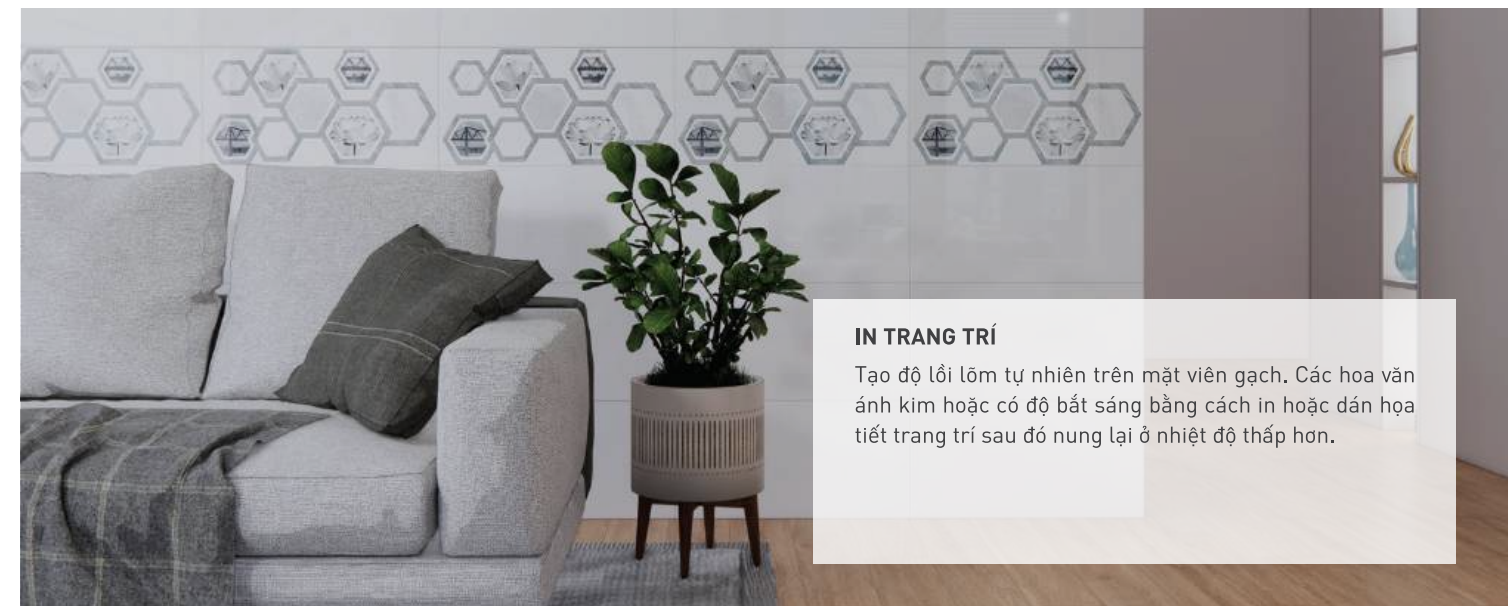 IN TRANG TRÍ
Tạo độ lồi lõm tự nhiên trên mặt viên gạch. Các hoa văn
ánh kim hoặc có độ bắt sáng bằng cách in hoặc dán họa
tiết trang trí sau đó nung lại ở nhiệt độ thấp hơn.